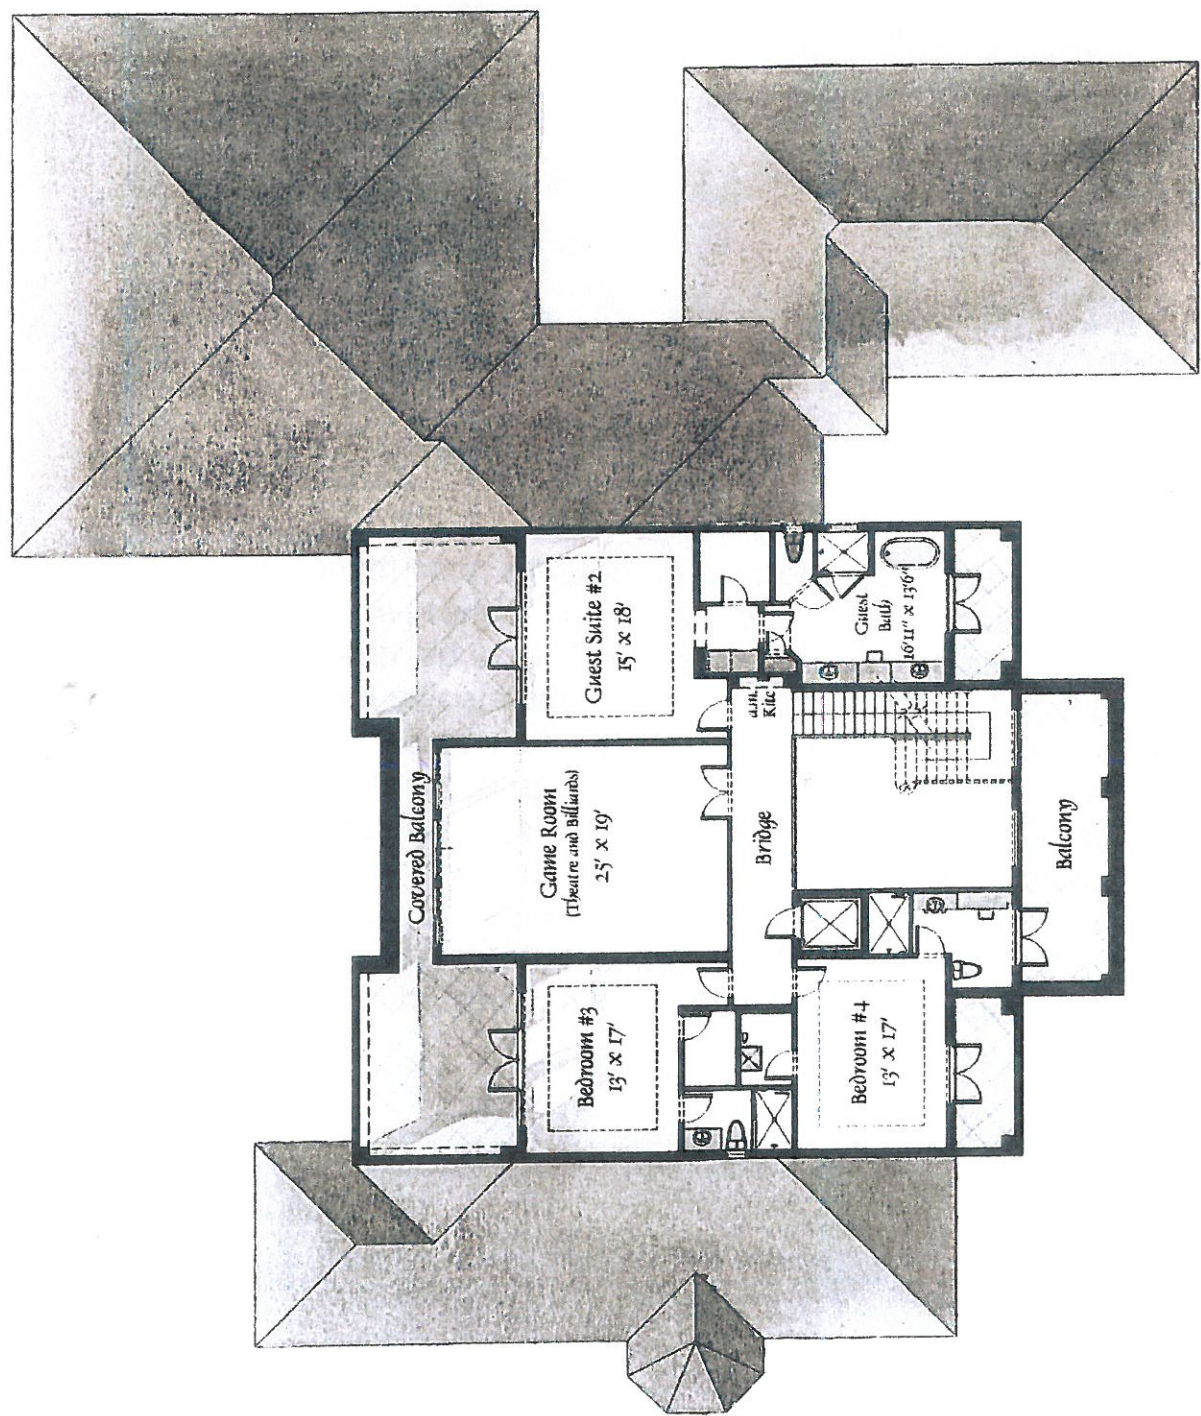 Covered Balcony
Guest Suite #2
15' x 18'
Game Room
(Theatre and Billiards)
25' x 19'
Bedroom #3
13' x 17'
a.m.
Kitc
Bridge
Guest
Bath
16'11" x 13'6"
Bedroom #4
13' x 17'
Balcony